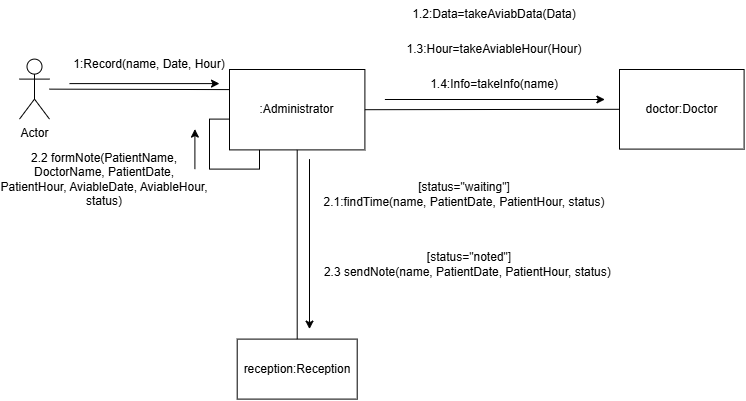 1.2:Data=takeAviabData(Data)
1.3:Hour=takeAviableHour(Hour)
1:Record(name, Date, Hour)
1.4:Info=takeInfo(name)
:Administrator
doctor:Doctor
Actor
2.2 formNote(PatientName,
DoctorName, PatientDate,
PatientHour, AviableDate, AviableHour,
status)
[status="waiting"]
2.1:findTime(name, PatientDate, PatientHour, status)
[status="noted"]
2.3 sendNote(name, PatientDate, PatientHour, status)
reception:Reception